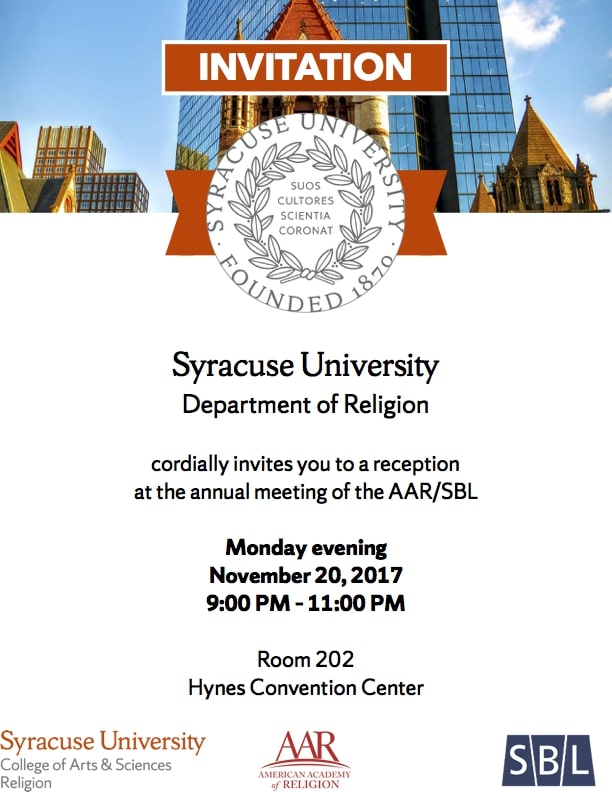 INVITATION
SYRACUSE UNIVERSITY
SUOS
CULTORES
SCIENTIA
CORONAT
· FOUNDED 1870 ·
Syracuse University
Department of Religion
cordially invites you to a reception
at the annual meeting of the AAR/SBL
Monday evening
November 20, 2017
9:00 PM - 11:00 PM
Room 202
Hynes Convention Center
Syracuse University
College of Arts & Sciences
Religion
AAR
AMERICAN ACADEMY
of RELIGION
SBL